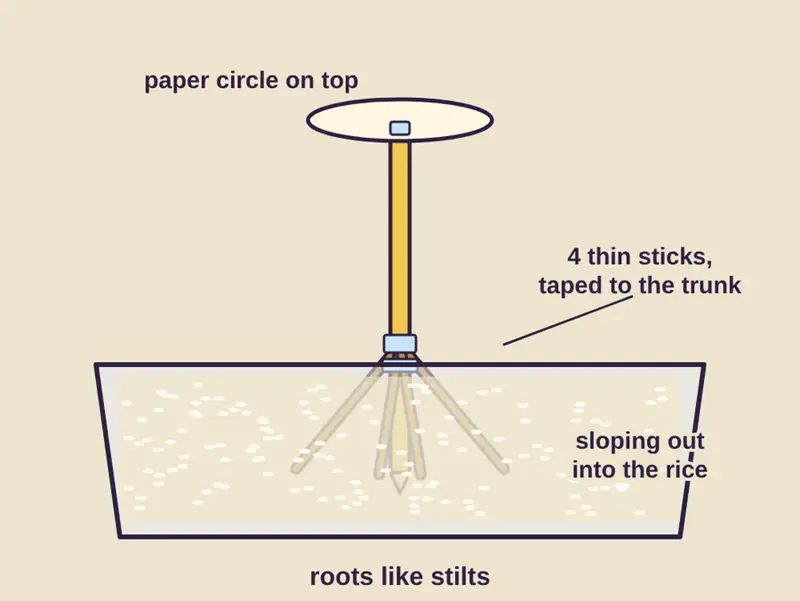 paper circle on top
4 thin sticks,
taped to the trunk
sloping out
into the rice
roots like stilts